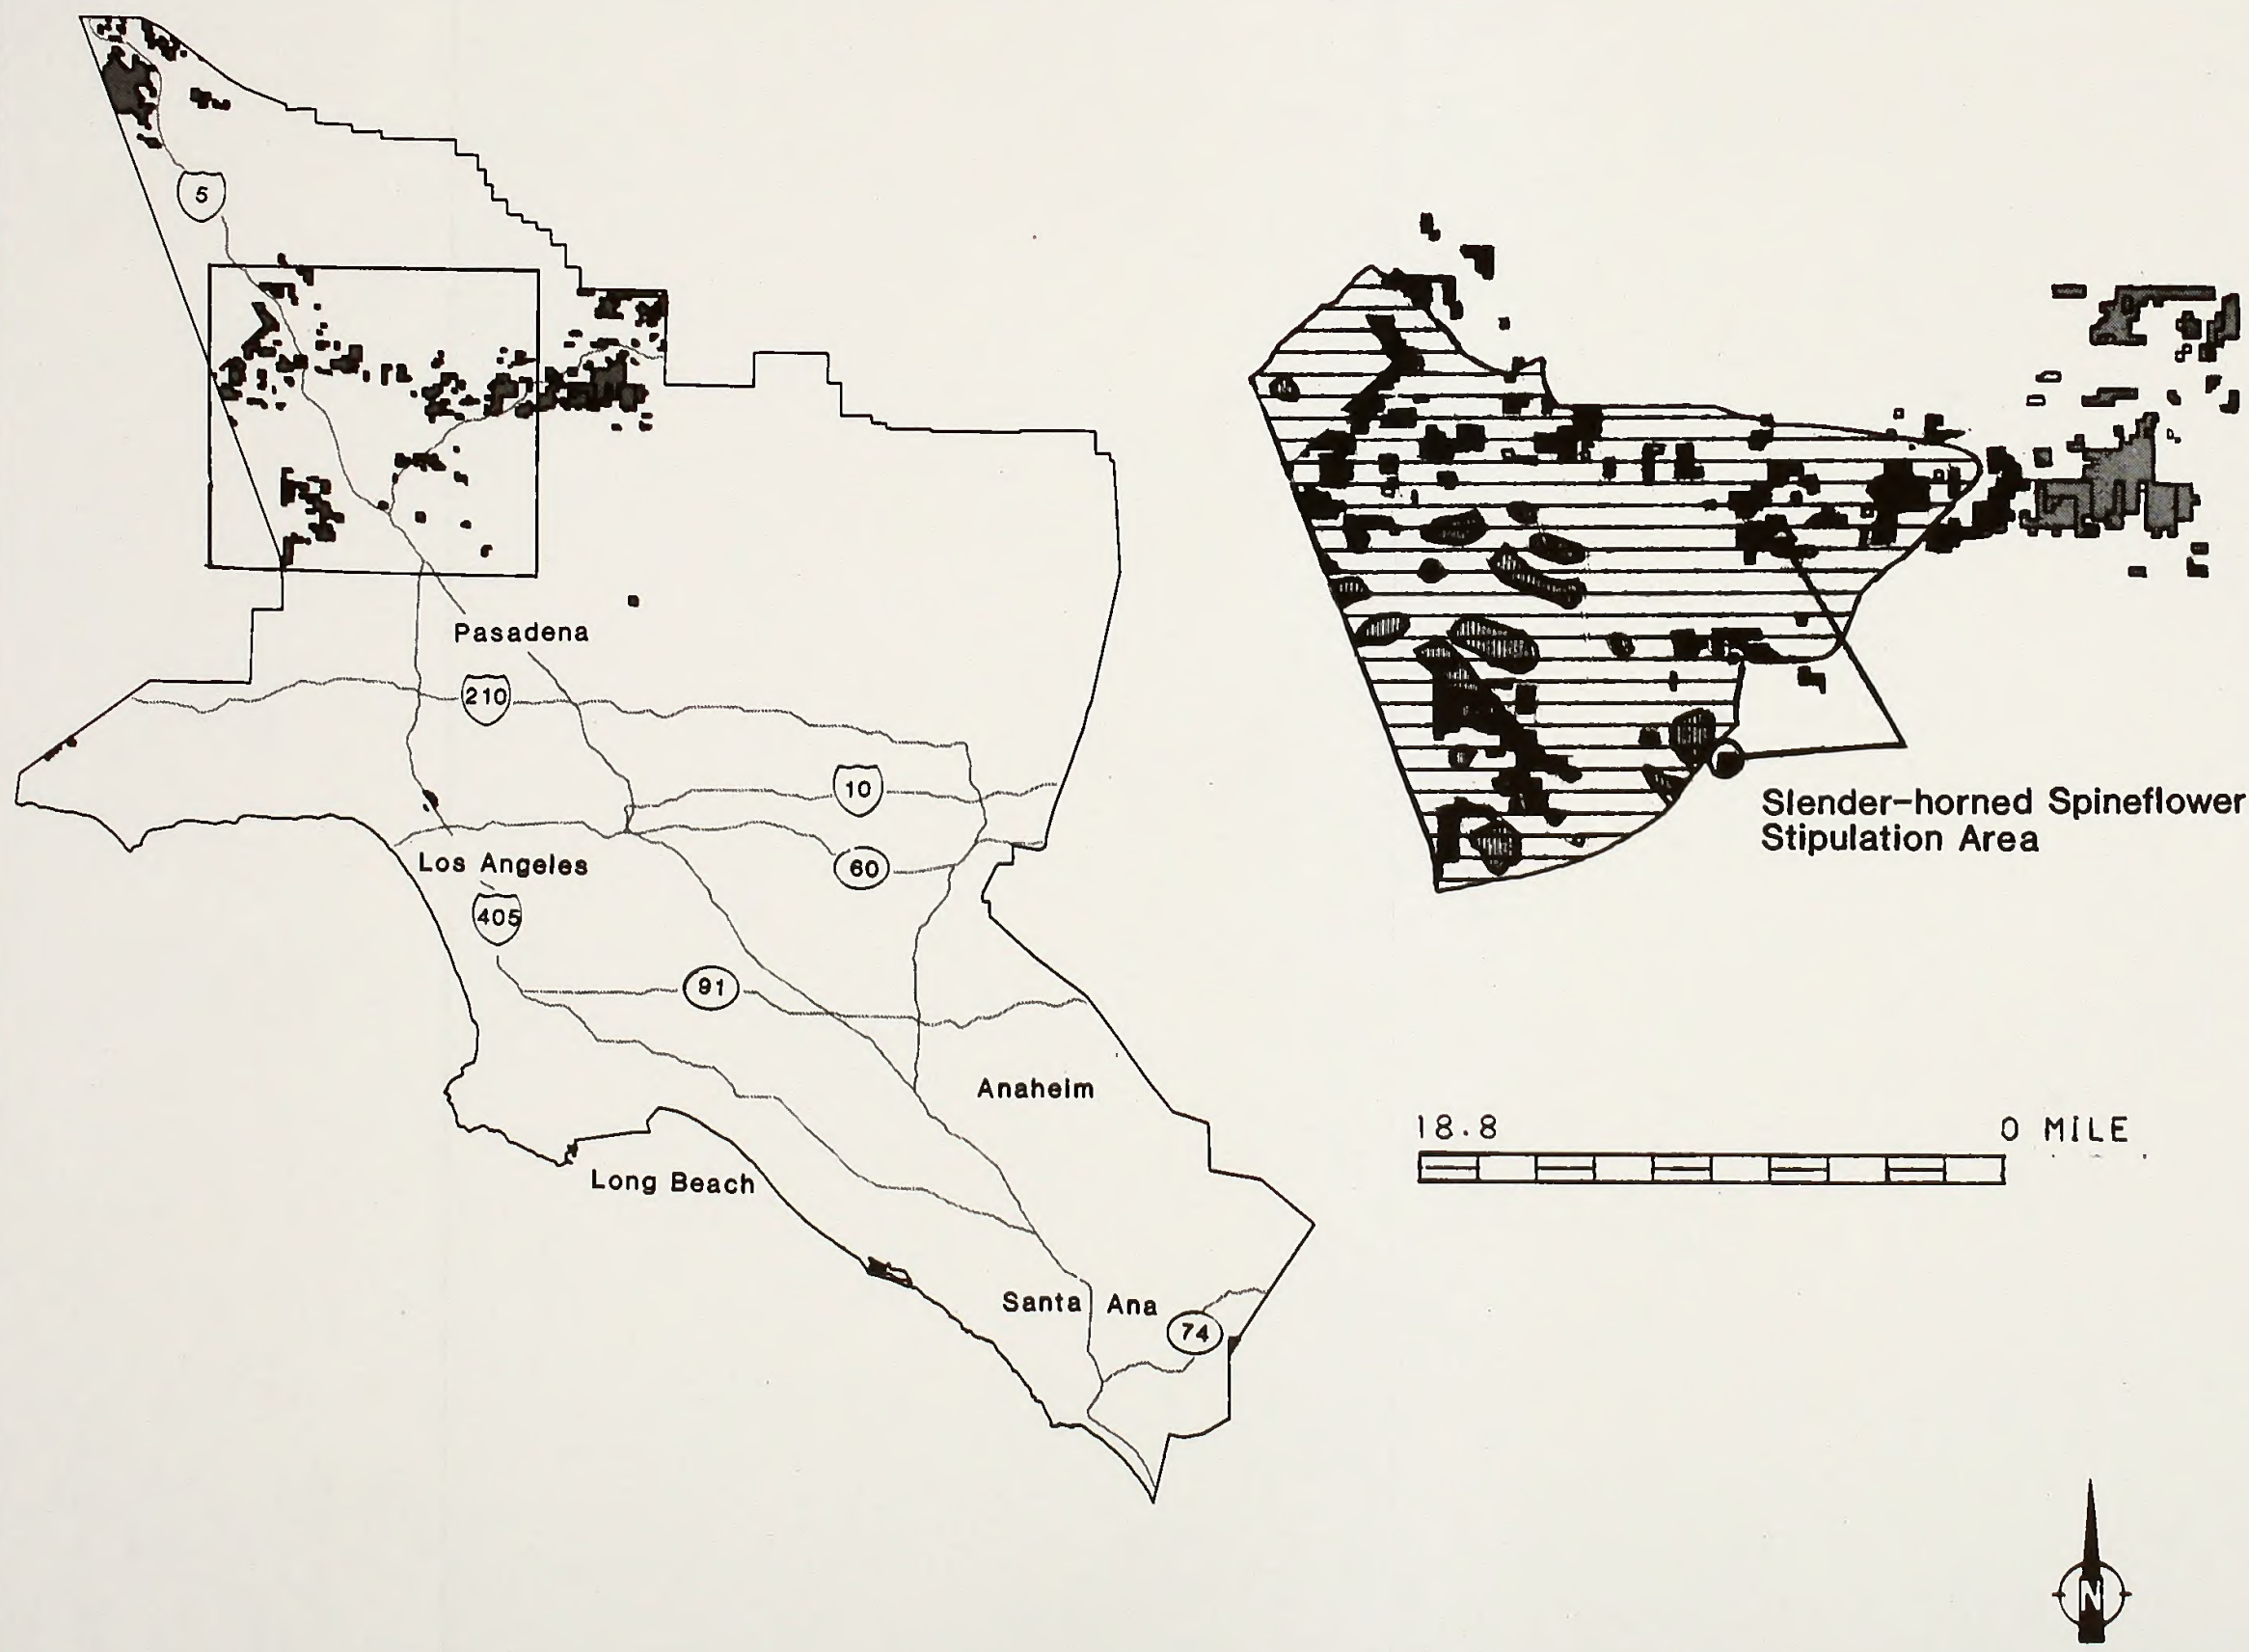 5
Pasadena
210
10
Los Angeles
60
405
91
Slender-horned Spineflower
Stipulation Area
Anaheim
18.8
0 MILE
Long Beach
Santa Ana
74
N